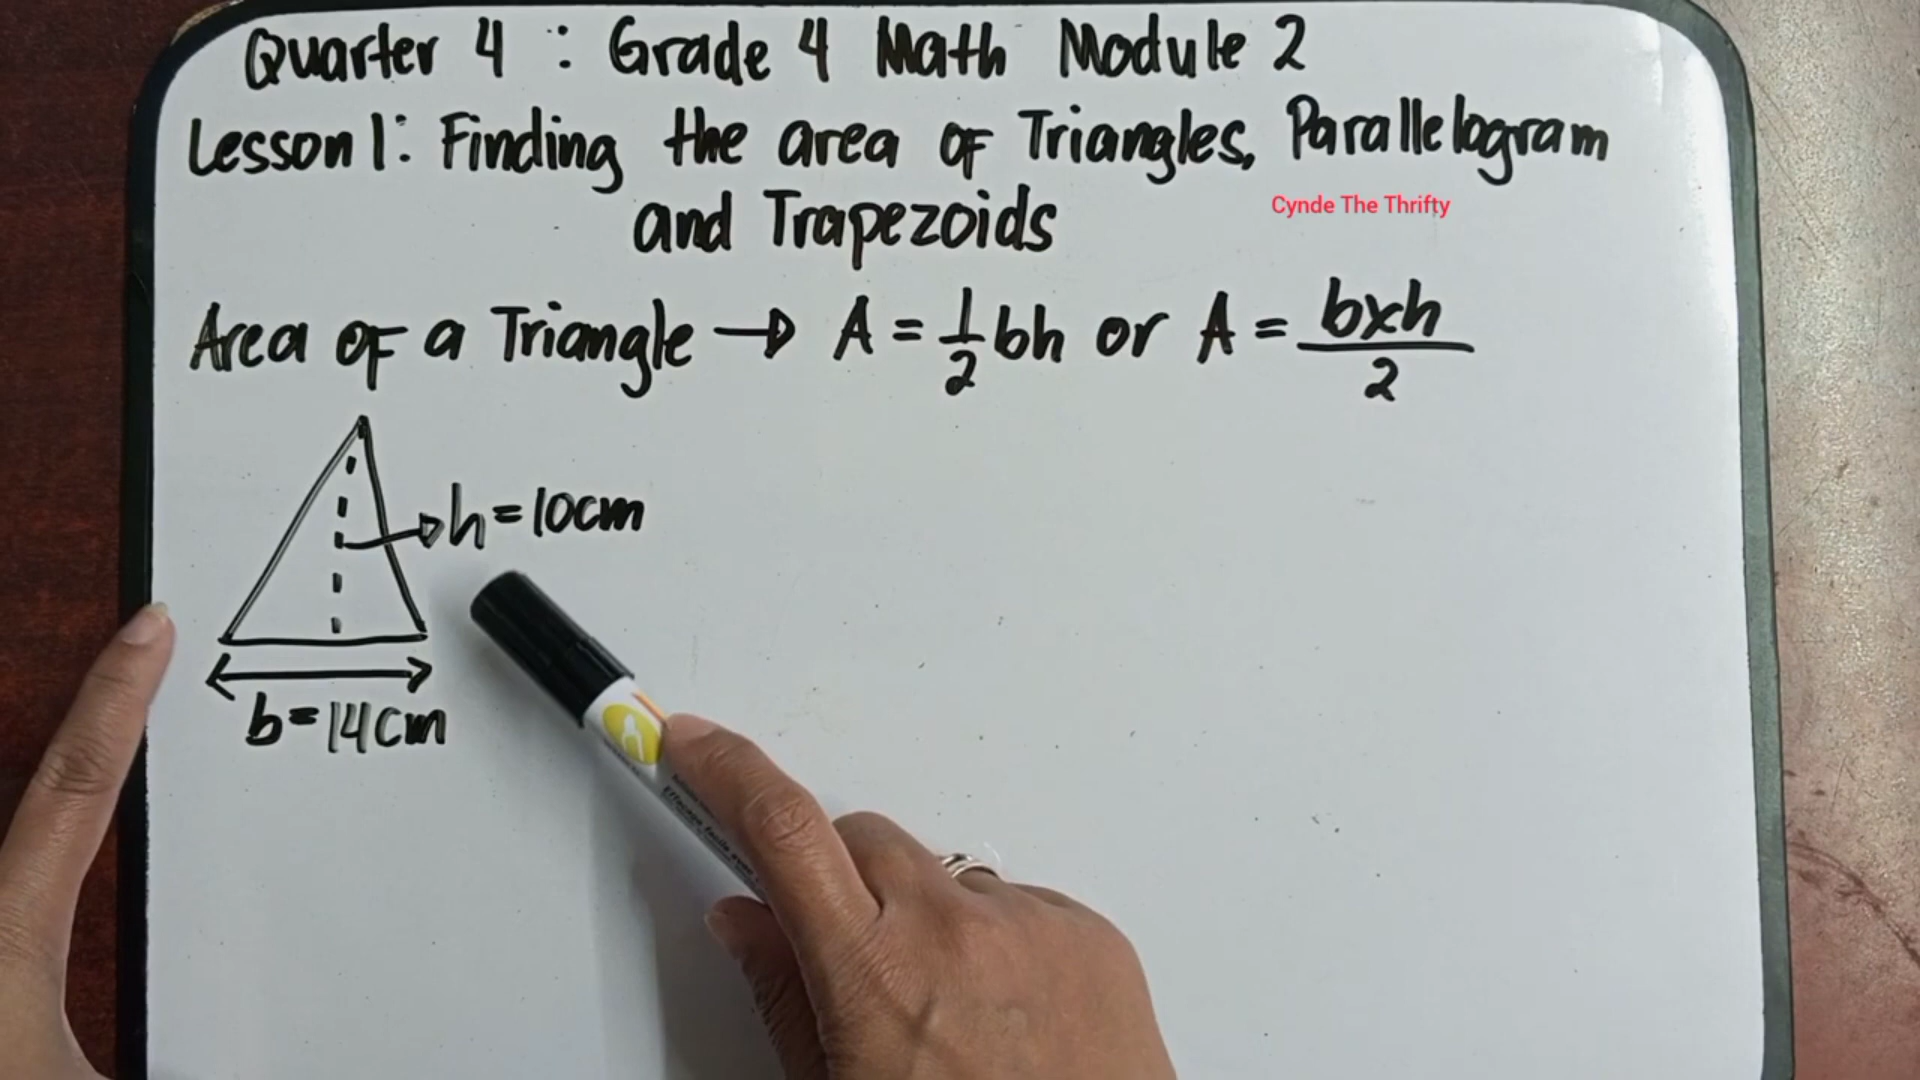 Quarter 4 : Grade 4 Math Module 2
Lesson 1: Finding the area of Triangles, Parallelogram
and Trapezoids
Cynde The Thrifty
Area of a Triangle → A = 1/2 bh or A = bxh/2
h = 10cm
b = 14cm